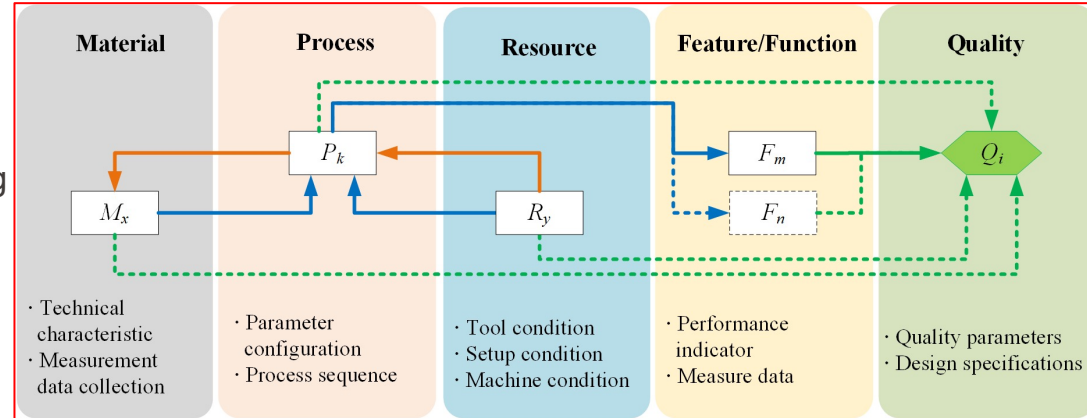 Material
Process
Resource
Feature/Function
Quality
P_k
F_m
Q_i
g
M_x
R_y
F_n
· Technical
characteristic
· Measurement
data collection
· Parameter
configuration
· Process sequence
· Tool condition
· Setup condition
· Machine condition
· Performance
indicator
· Measure data
· Quality parameters
· Design specifications